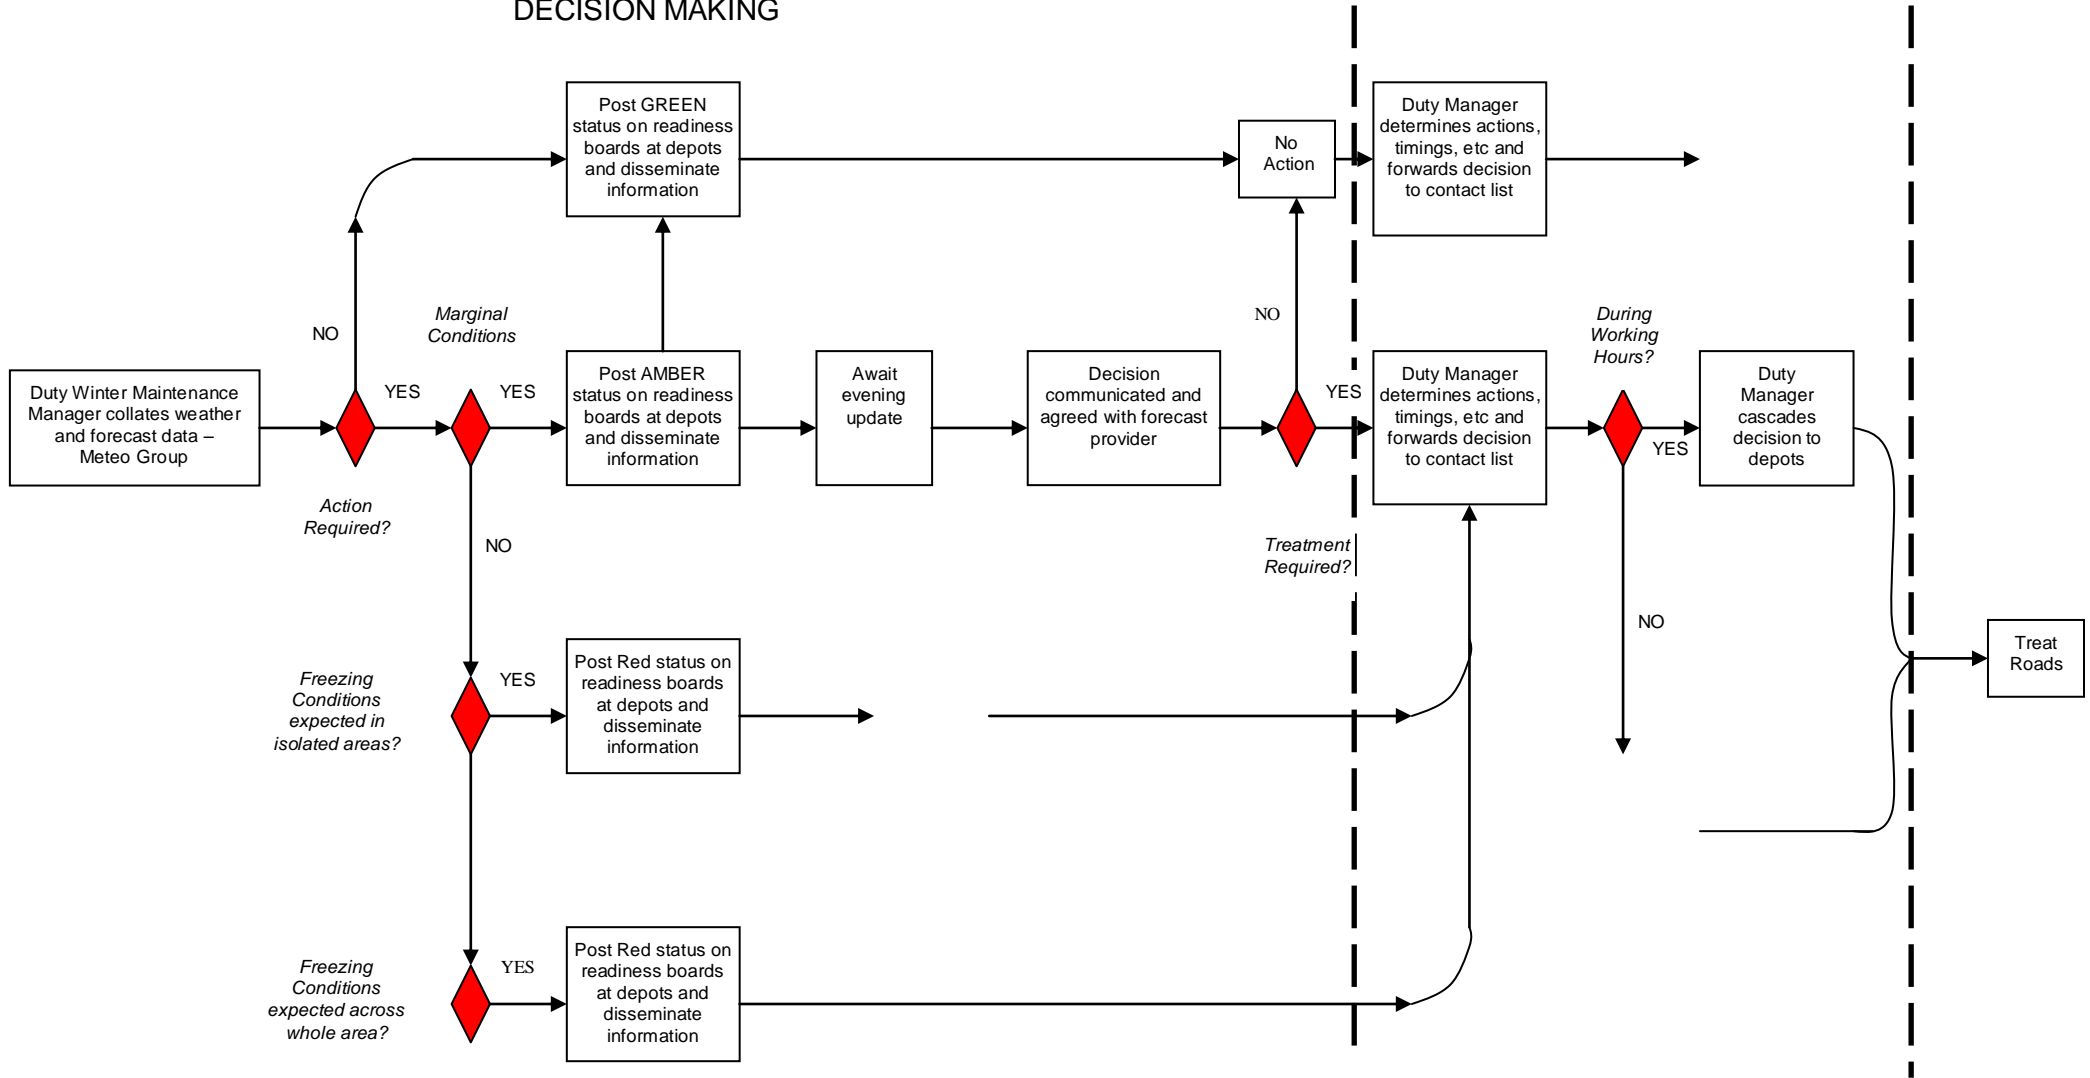 DECISION MAKING
Post GREEN
status on readiness
boards at depots
and disseminate
information
No
Action
Duty Manager
determines actions,
timings, etc and
forwards decision
to contact list
NO
Marginal
Conditions
NO
During
Working
Hours?
Duty Winter Maintenance
Manager collates weather
and forecast data –
Meteo Group
YES
YES
Post AMBER
status on readiness
boards at depots
and disseminate
information
Await
evening
update
Decision
communicated and
agreed with forecast
provider
YES
Duty Manager
determines actions,
timings, etc and
forwards decision
to contact list
YES
Duty
Manager
cascades
decision to
depots
Action
Required?
NO
Treatment
Required?
NO
Treat
Roads
Freezing
Conditions
expected in
isolated areas?
YES
Post Red status on
readiness boards
at depots and
disseminate
information
Freezing
Conditions
expected across
whole area?
YES
Post Red status on
readiness boards
at depots and
disseminate
information